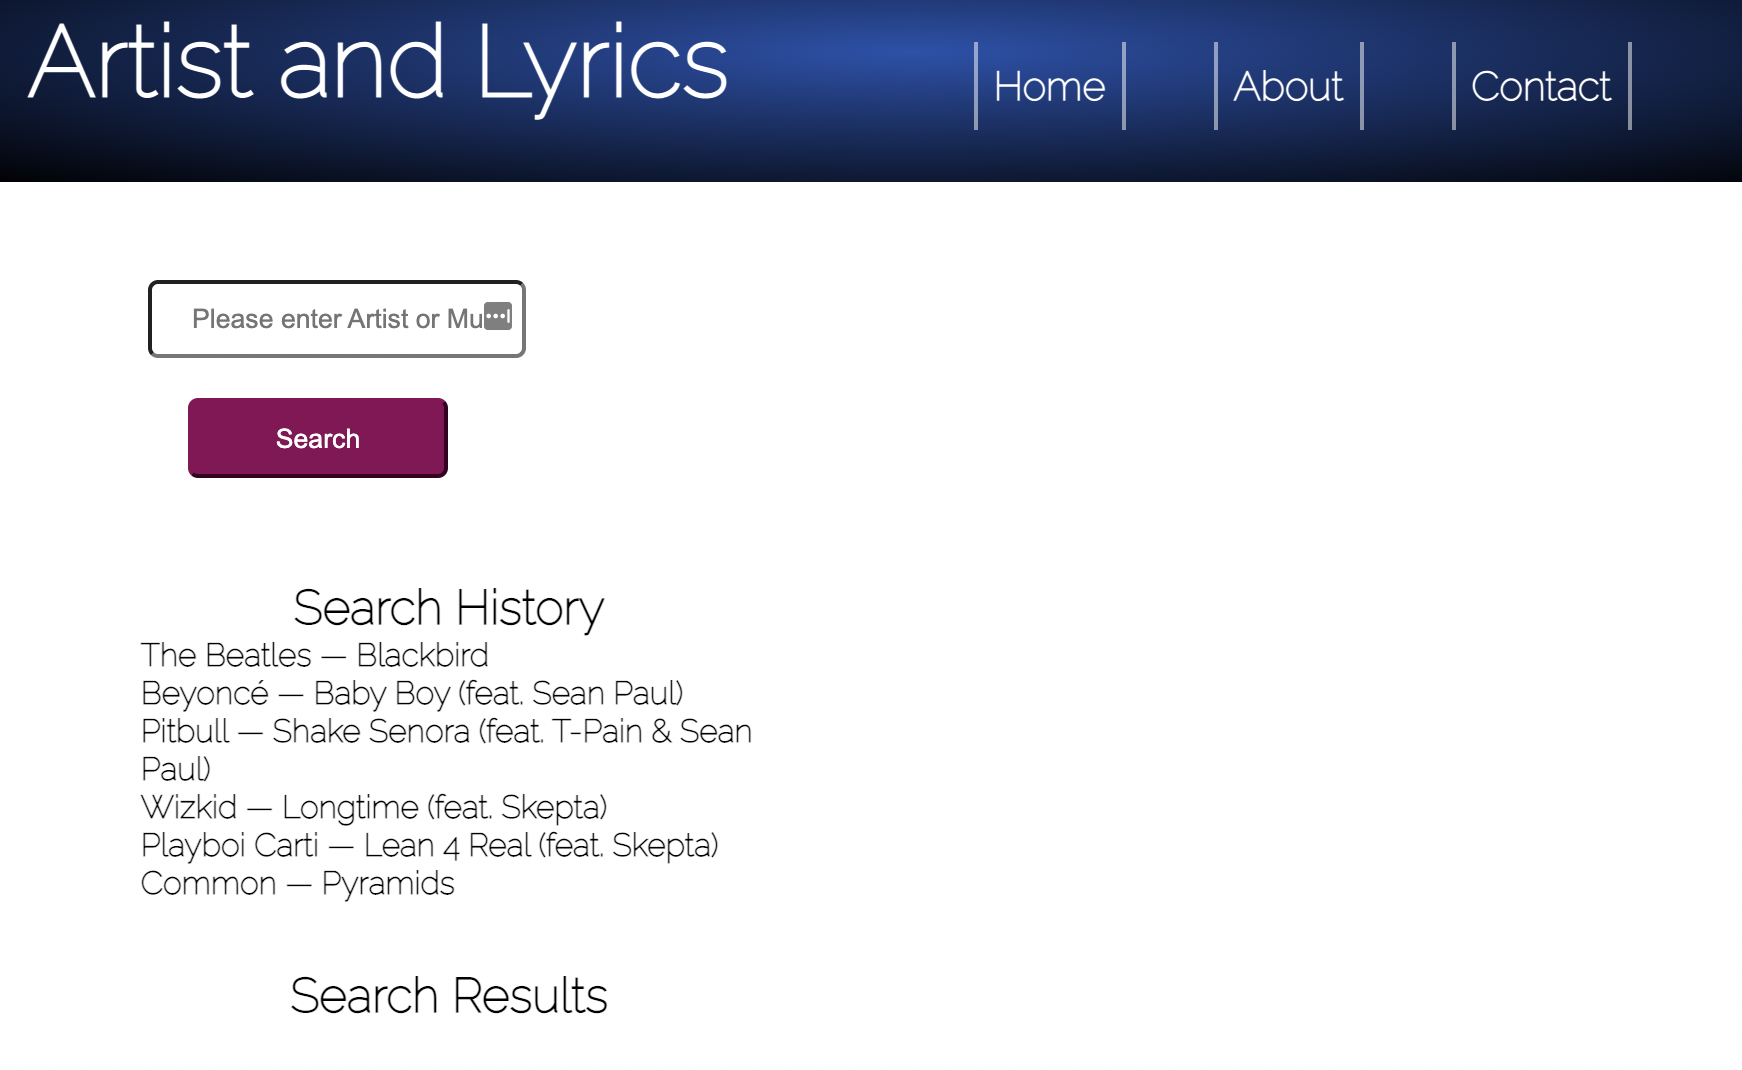 Artist and Lyrics
Home
About
Contact
Please enter Artist or Mu
Search
Search History
The Beatles — Blackbird
Beyoncé — Baby Boy (feat. Sean Paul)
Pitbull — Shake Senora (feat. T-Pain & Sean
Paul)
Wizkid — Longtime (feat. Skepta)
Playboi Carti — Lean 4 Real (feat. Skepta)
Common — Pyramids
Search Results